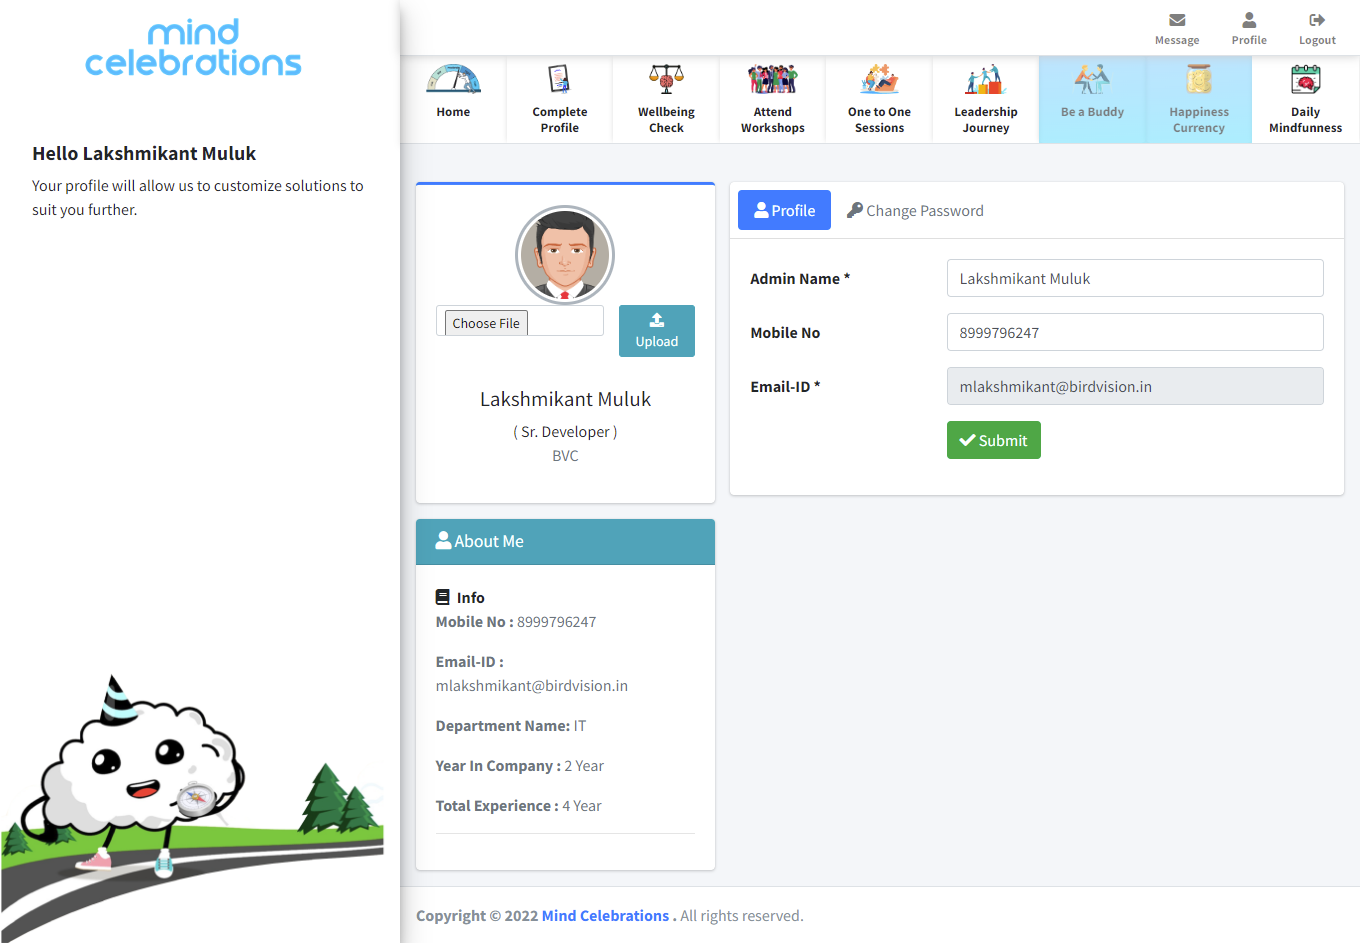 mind
celebrations
Hello Lakshmikant Muluk
Your profile will allow us to customize solutions to
suit you further.
Message
Profile
Logout
Home
Complete
Profile
Wellbeing
Check
Attend
Workshops
One to One
Sessions
Leadership
Journey
Be a Buddy
Happiness
Currency
Daily
Mindfunness
Choose File
Upload
Lakshmikant Muluk
( Sr. Developer )
BVC
Profile
Change Password
Admin Name *
Lakshmikant Muluk
Mobile No
8999796247
Email-ID *
mlakshmikant@birdvision.in
Submit
About Me
Info
Mobile No : 8999796247
Email-ID :
mlakshmikant@birdvision.in
Department Name: IT
Year In Company : 2 Year
Total Experience : 4 Year
Copyright © 2022 Mind Celebrations . All rights reserved.